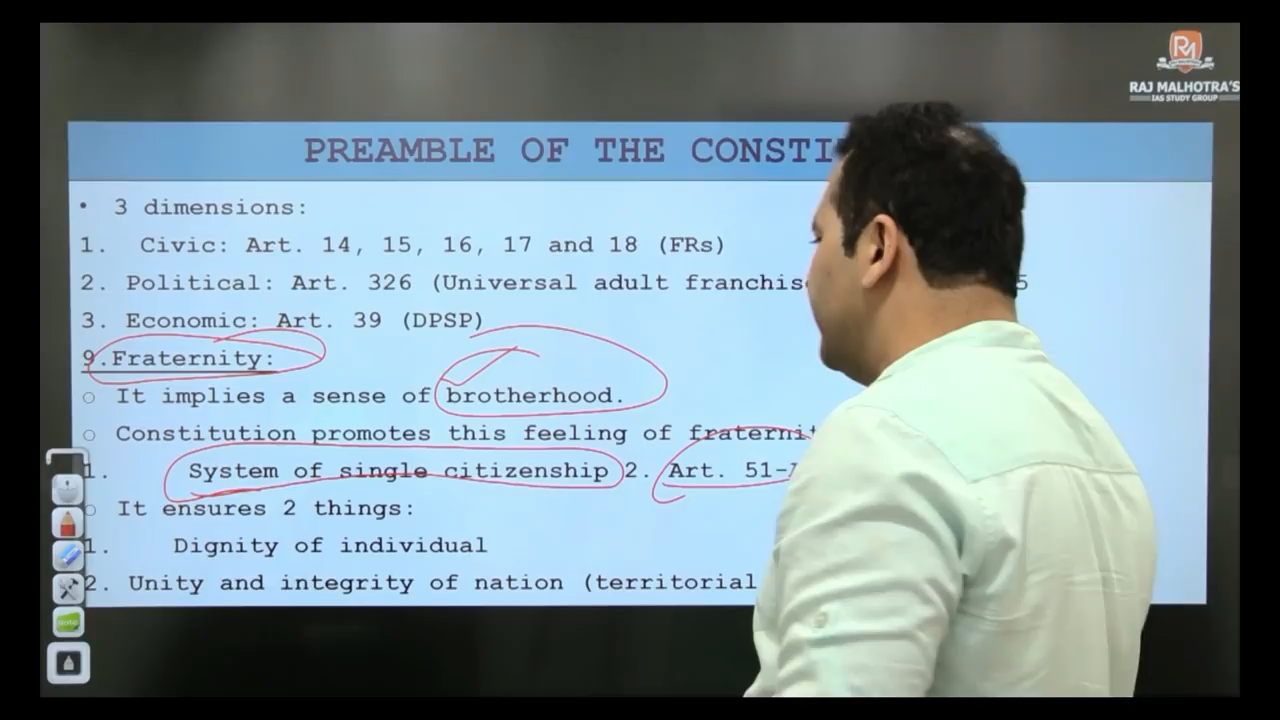 RAJ MALHOTRA'S
IAS STUDY GROUP
PREAMBLE OF THE CONSTI
• 3 dimensions:
1. Civic: Art. 14, 15, 16, 17 and 18 (FRs)
2. Political: Art. 326 (Universal adult franchis 5
3. Economic: Art. 39 (DPSP)
9.Fraternity:
○ It implies a sense of brotherhood.
○ Constitution promotes this feeling of fraternit
1. System of single citizenship 2. Art. 51-
○ It ensures 2 things:
1. Dignity of individual
2. Unity and integrity of nation (territorial